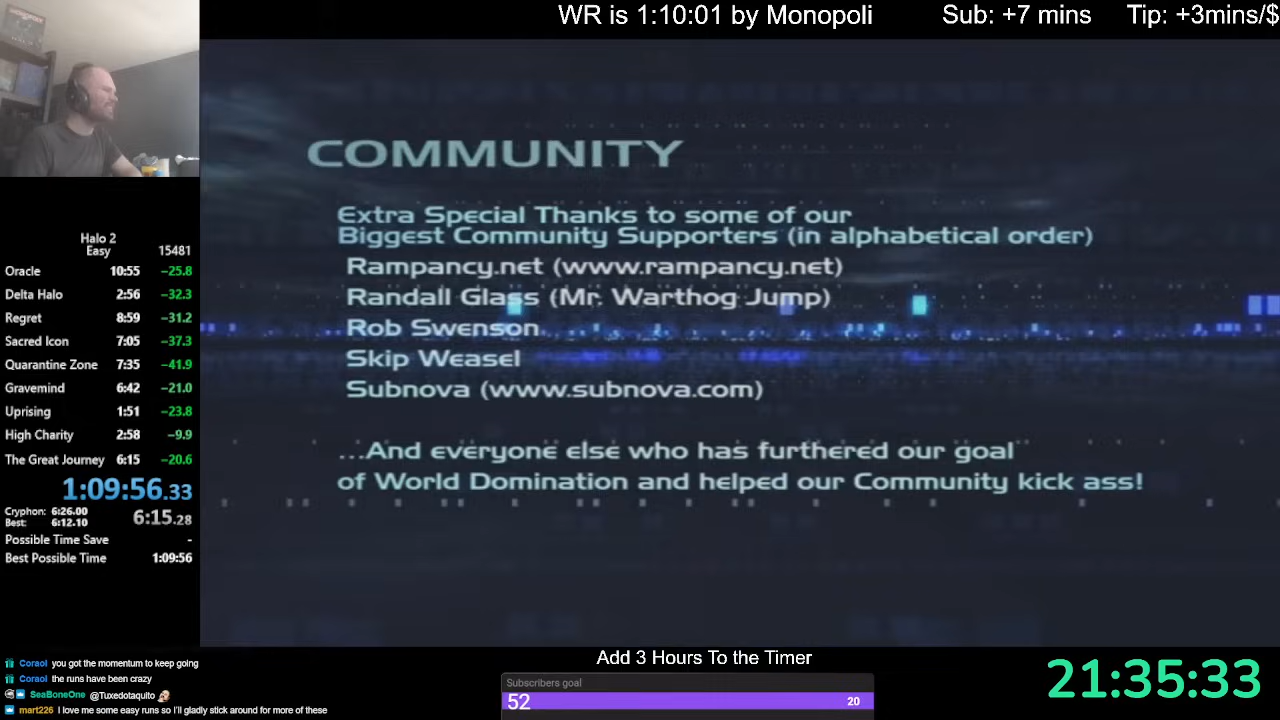 WR is 1:10:01 by Monopoli
Sub: +7 mins
Tip: +3mins/$
Halo 2
Easy 15481
Oracle 10:55 -25.8
Delta Halo 2:56 -32.3
Regret 8:59 -31.2
Sacred Icon 7:05 -37.3
Quarantine Zone 7:35 -41.9
Gravemind 6:42 -21.0
Uprising 1:51 -23.8
High Charity 2:58 -9.9
The Great Journey 6:15 -20.6
1:09:56.33
Cryphon: 6:26.00
Best: 6:12.10
6:15.28
Possible Time Save -
Best Possible Time 1:09:56
COMMUNITY
Extra Special Thanks to some of our
Biggest Community Supporters (in alphabetical order)
Rampancy.net (www.rampancy.net)
Randall Glass (Mr. Warthog Jump)
Rob Swenson
Skip Weasel
Subnova (www.subnova.com)
...And everyone else who has furthered our goal
of World Domination and helped our Community kick ass!
Coraol you got the momentum to keep going
Coraol the runs have been crazy
SeaBoneOne @Tuxedotaquito
mart226 I love me some easy runs so I'll gladly stick around for more of these
Add 3 Hours To the Timer
Subscribers goal
52 20
21:35:33